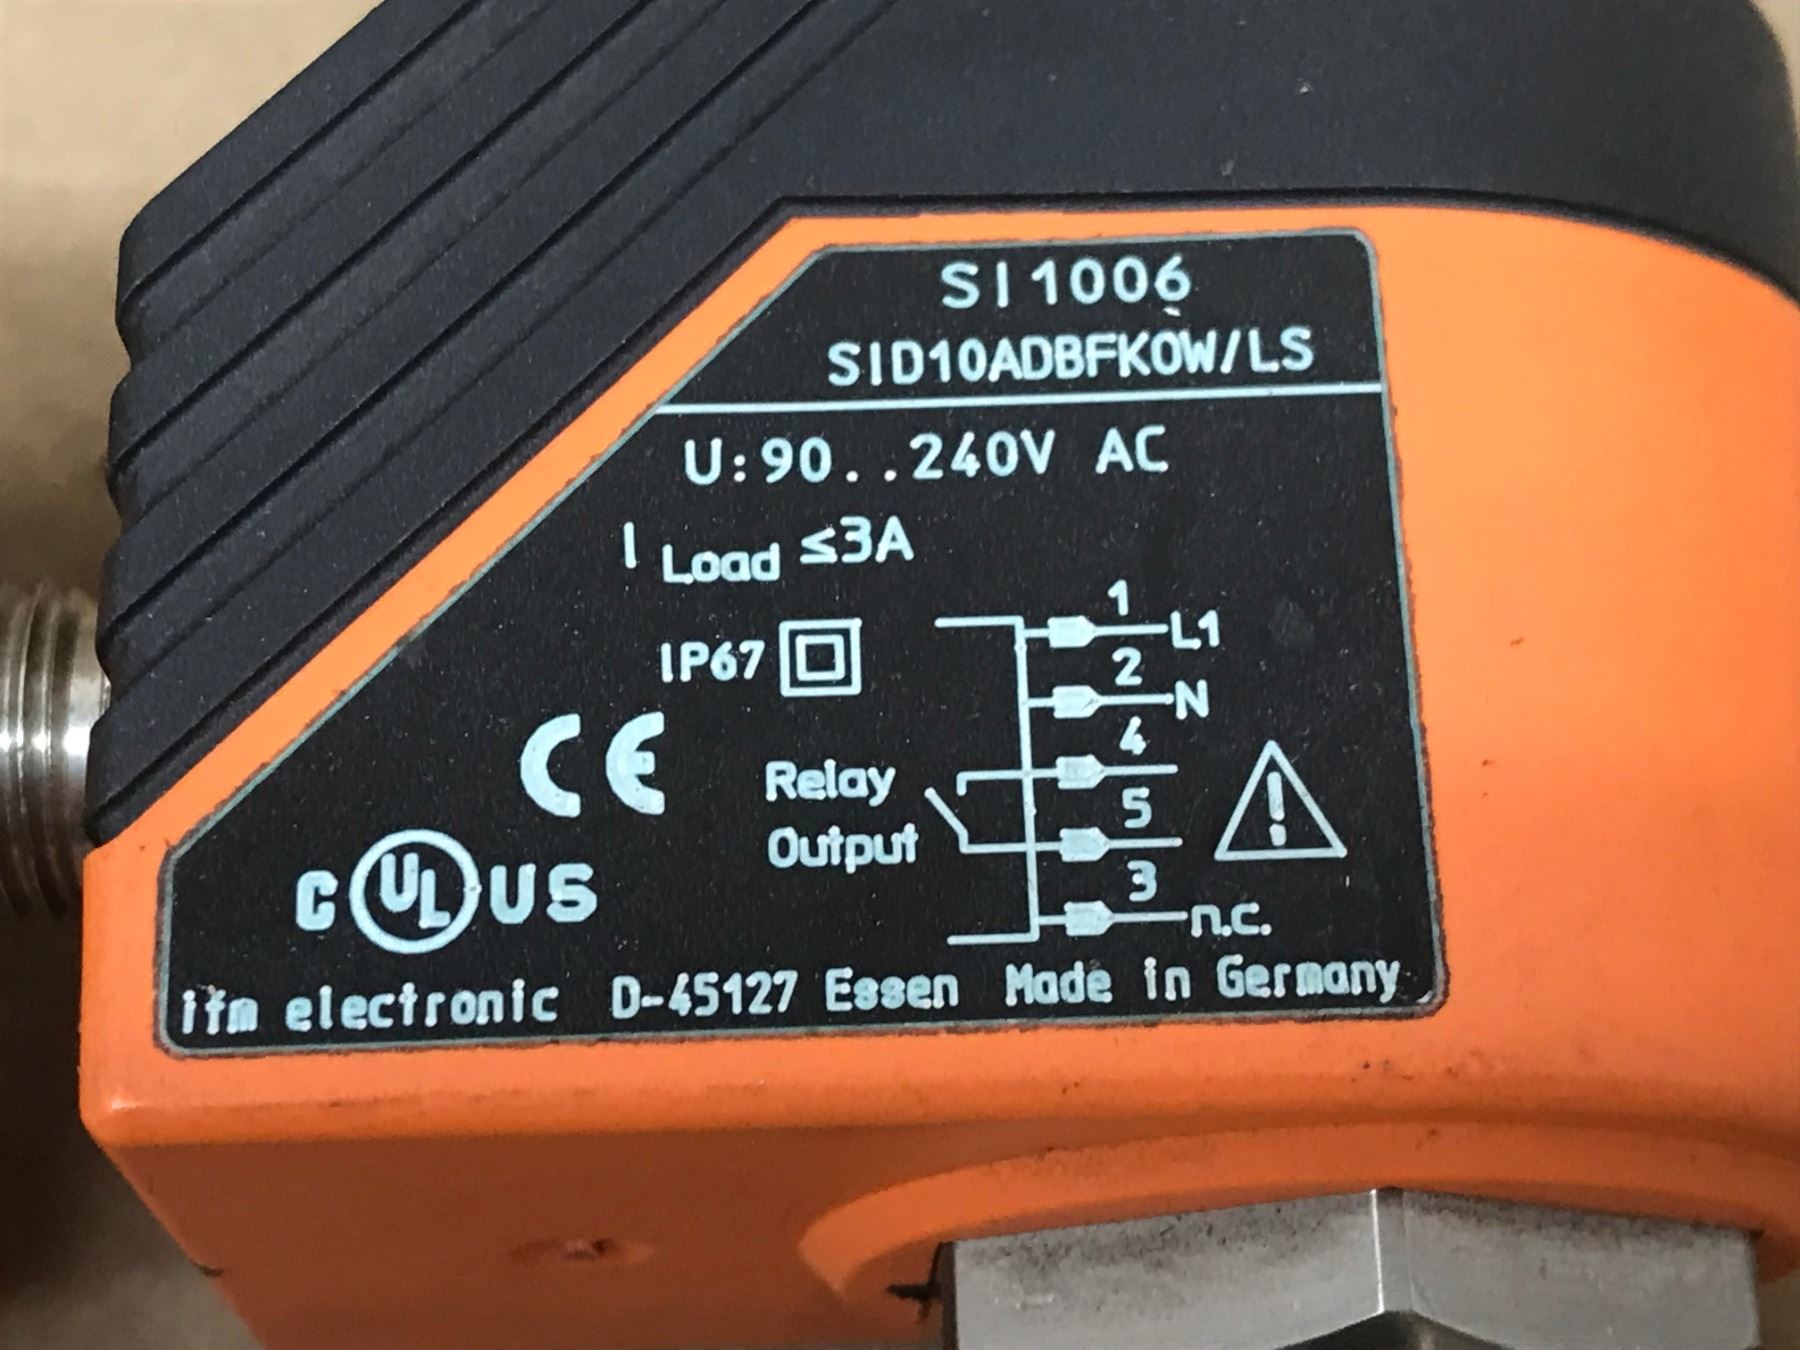 SI1006
SID10ADBFK0W/LS
U:90..240V AC
I Load ≤3A
IP67
1 L1
2 N
4
5
3 n.c.
Relay
Output
CE
C UL US
ifm electronic D-45127 Essen Made in Germany